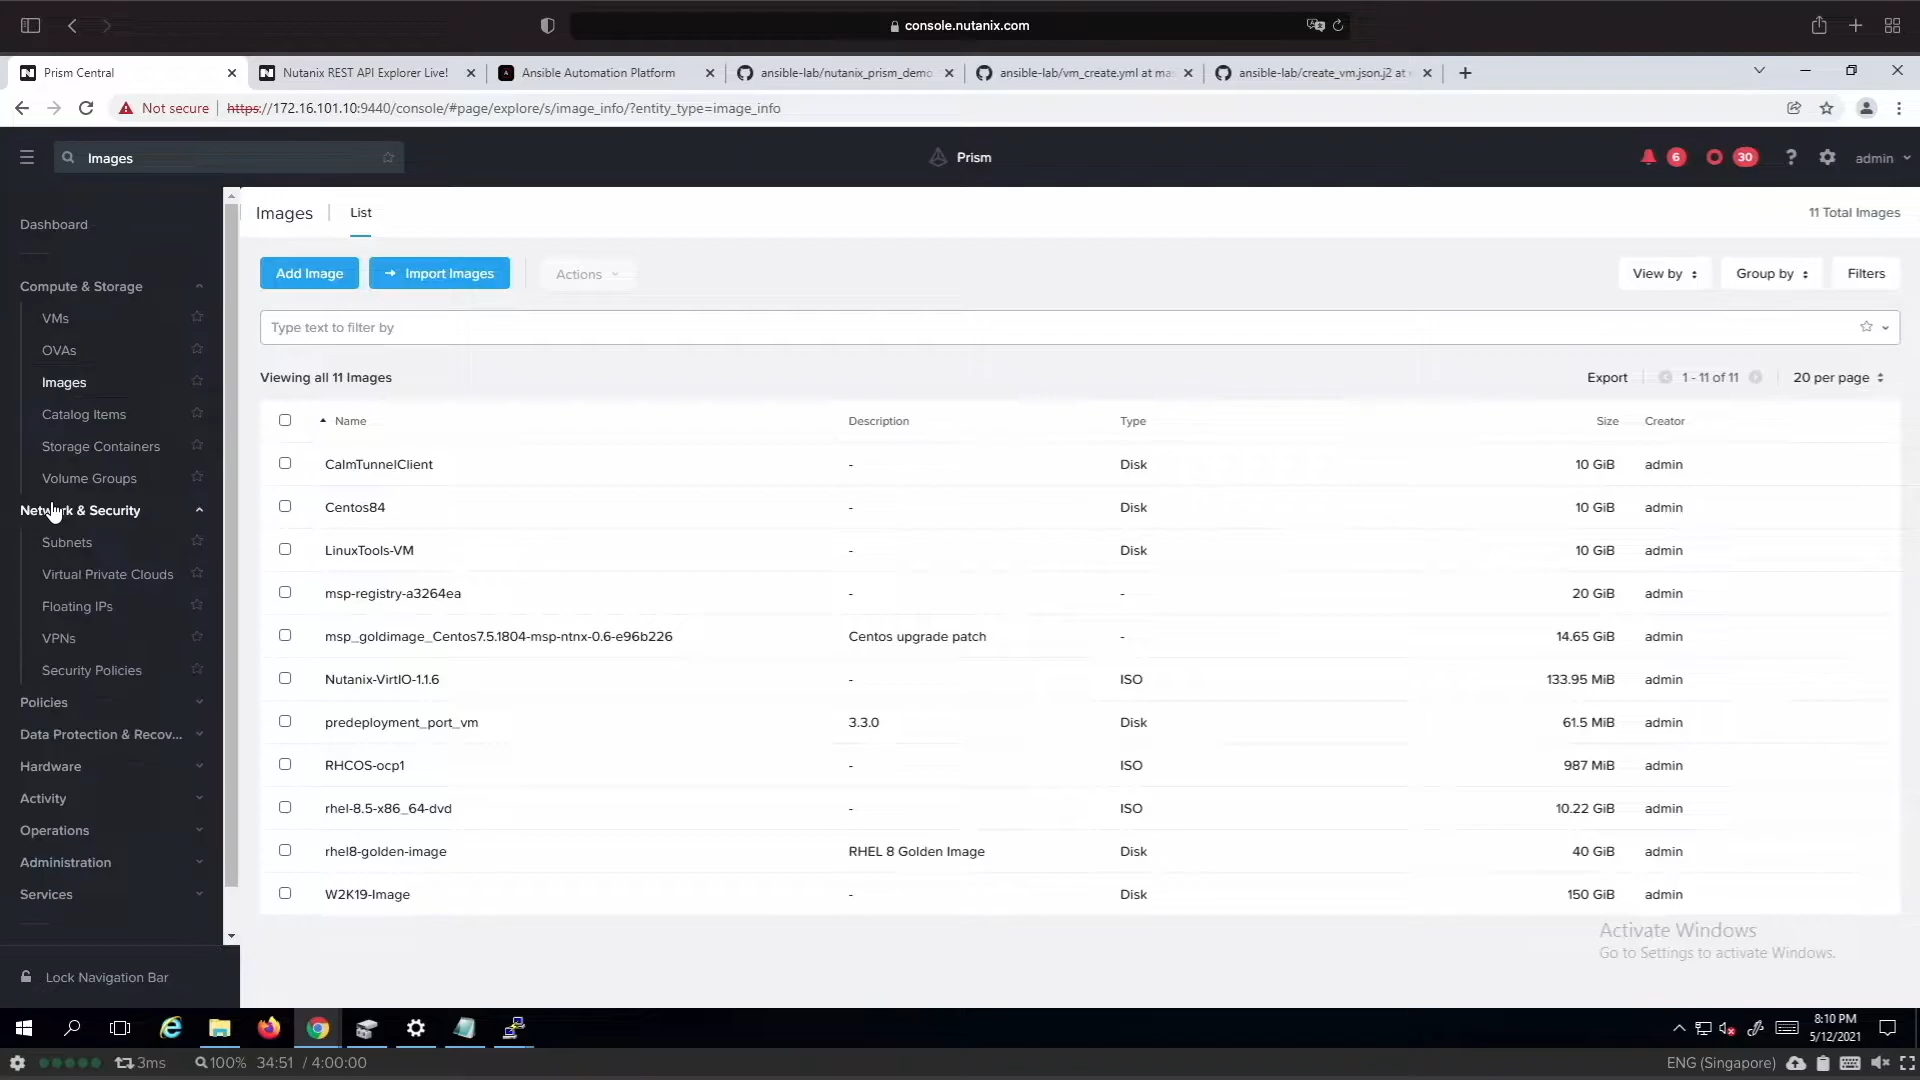 console.nutanix.com
Prism Central
Nutanix REST API Explorer Live!
Ansible Automation Platform
ansible-lab/nutanix_prism_demo
ansible-lab/vm_create.yml at ma
ansible-lab/create_vm.json.j2 at
Not secure
https://172.16.101.10:9440/console/#page/explore/s/image_info/?entity_type=image_info
Images
Prism
6
30
?
admin
Dashboard
Compute & Storage
VMs
OVAs
Images
Catalog Items
Storage Containers
Volume Groups
Network & Security
Subnets
Virtual Private Clouds
Floating IPs
VPNs
Security Policies
Policies
Data Protection & Recov...
Hardware
Activity
Operations
Administration
Services
Lock Navigation Bar
Images
List
11 Total Images
Add Image
Import Images
Actions
View by
Group by
Filters
Type text to filter by
Viewing all 11 Images
Export
1 - 11 of 11
20 per page
Name Description Type Size Creator
CalmTunnelClient - Disk 10 GiB admin
Centos84 - Disk 10 GiB admin
LinuxTools-VM - Disk 10 GiB admin
msp-registry-a3264ea - - 20 GiB admin
msp_goldimage_Centos7.5.1804-msp-ntnx-0.6-e96b226 Centos upgrade patch - 14.65 GiB admin
Nutanix-VirtIO-1.1.6 - ISO 133.95 MiB admin
predeployment_port_vm 3.3.0 Disk 61.5 MiB admin
RHCOS-ocp1 - ISO 987 MiB admin
rhel-8.5-x86_64-dvd - ISO 10.22 GiB admin
rhel8-golden-image RHEL 8 Golden Image Disk 40 GiB admin
W2K19-Image - Disk 150 GiB admin
Activate Windows
Go to Settings to activate Windows.
8:10 PM
5/12/2021
3ms
100%
34:51 / 4:00:00
ENG (Singapore)